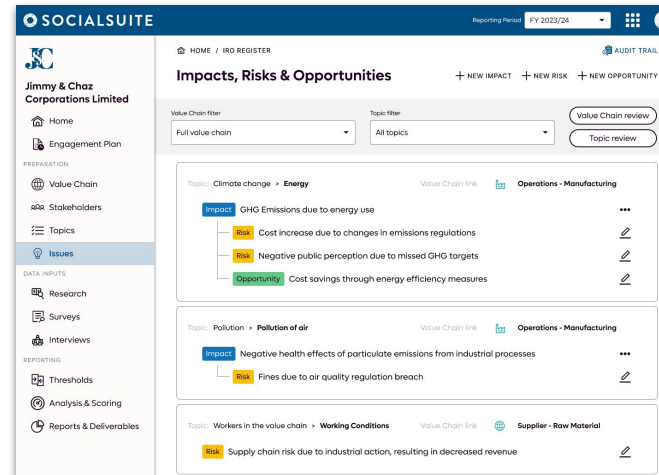 SOCIALSUITE
Reporting Period FY 2023/24
JC
Jimmy & Chaz
Corporations Limited
Home
Engagement Plan
PREPARATION
Value Chain
Stakeholders
Topics
Issues
DATA INPUTS
Research
Surveys
Interviews
REPORTING
Thresholds
Analysis & Scoring
Reports & Deliverables
HOME / IRO REGISTER
AUDIT TRAIL
Impacts, Risks & Opportunities
+ NEW IMPACT + NEW RISK + NEW OPPORTUNITY
Value Chain filter Topic filter
Full value chain All topics
Value Chain review
Topic review
Topic: Climate change > Energy Value Chain link Operations - Manufacturing
Impact GHG Emissions due to energy use
Risk Cost increase due to changes in emissions regulations
Risk Negative public perception due to missed GHG targets
Opportunity Cost savings through energy efficiency measures
Topic: Pollution > Pollution of air Value Chain link Operations - Manufacturing
Impact Negative health effects of particulate emissions from industrial processes
Risk Fines due to air quality regulation breach
Topic: Workers in the value chain > Working Conditions Value Chain link Supplier - Raw Material
Risk Supply chain risk due to industrial action, resulting in decreased revenue